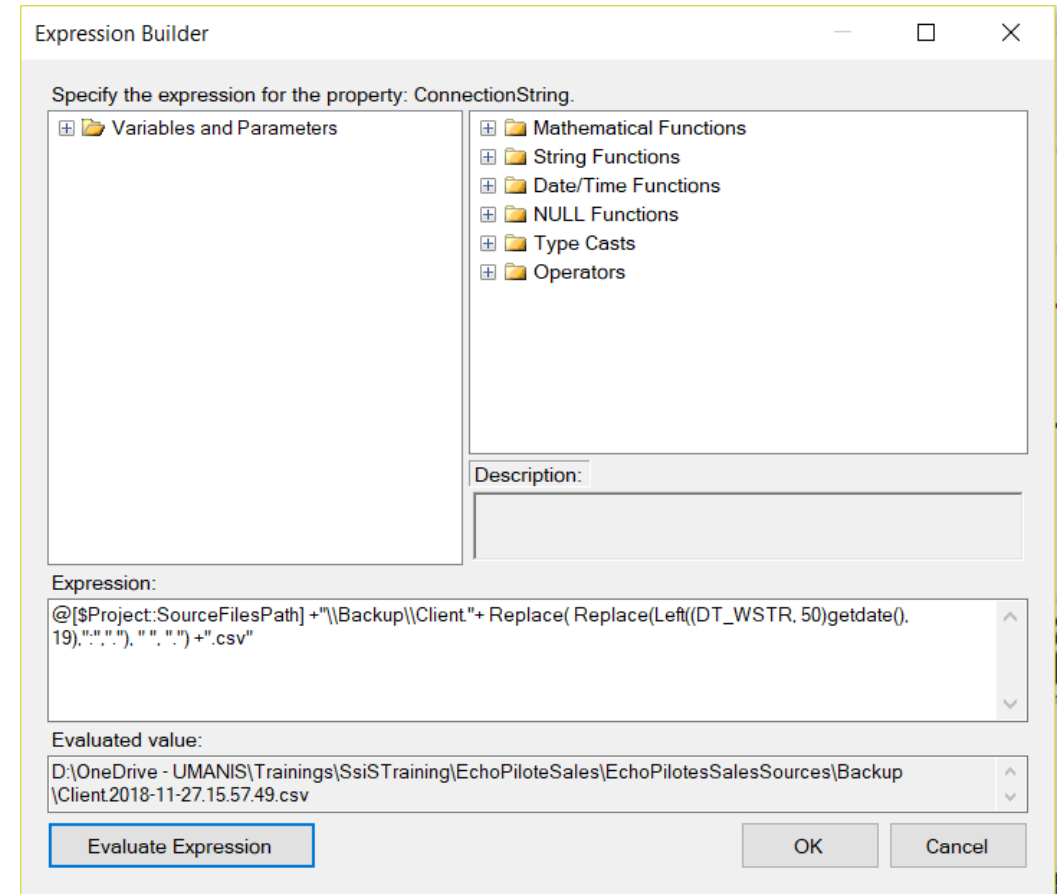 Expression Builder
Specify the expression for the property: ConnectionString.
Variables and Parameters
Mathematical Functions
String Functions
Date/Time Functions
NULL Functions
Type Casts
Operators
Description:
Expression:
@[$Project::SourceFilesPath] +"\\Backup\\Client."+ Replace( Replace(Left((DT_WSTR, 50)getdate(),
19),":","."), " ", ".") +".csv"
Evaluated value:
D:\OneDrive - UMANIS\Trainings\SsiSTraining\EchoPiloteSales\EchoPilotesSalesSources\Backup
\Client.2018-11-27.15.57.49.csv
Evaluate Expression
OK
Cancel